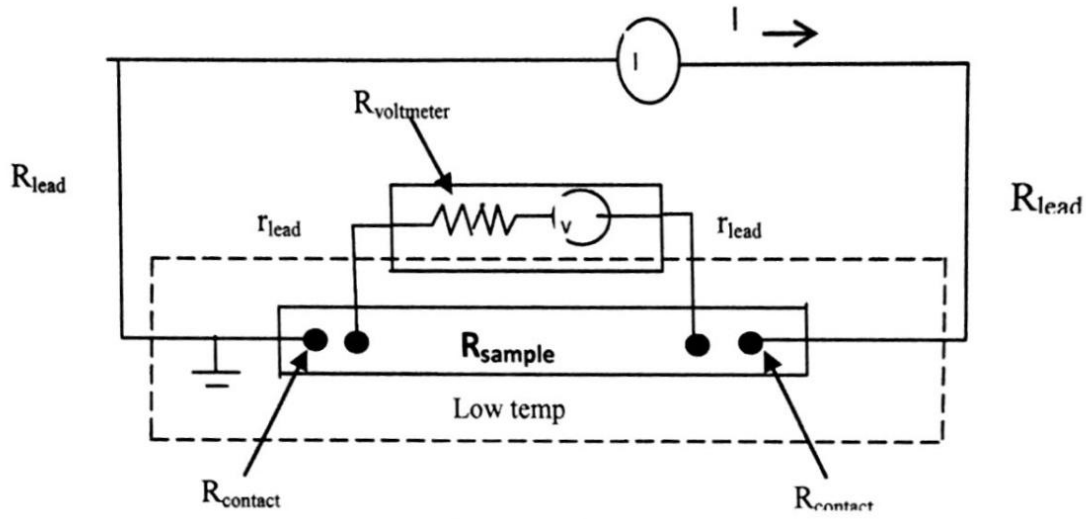 I
I
R_voltmeter
R_lead
R_lead
r_lead
r_lead
v
R_sample
Low temp
R_contact
R_contact